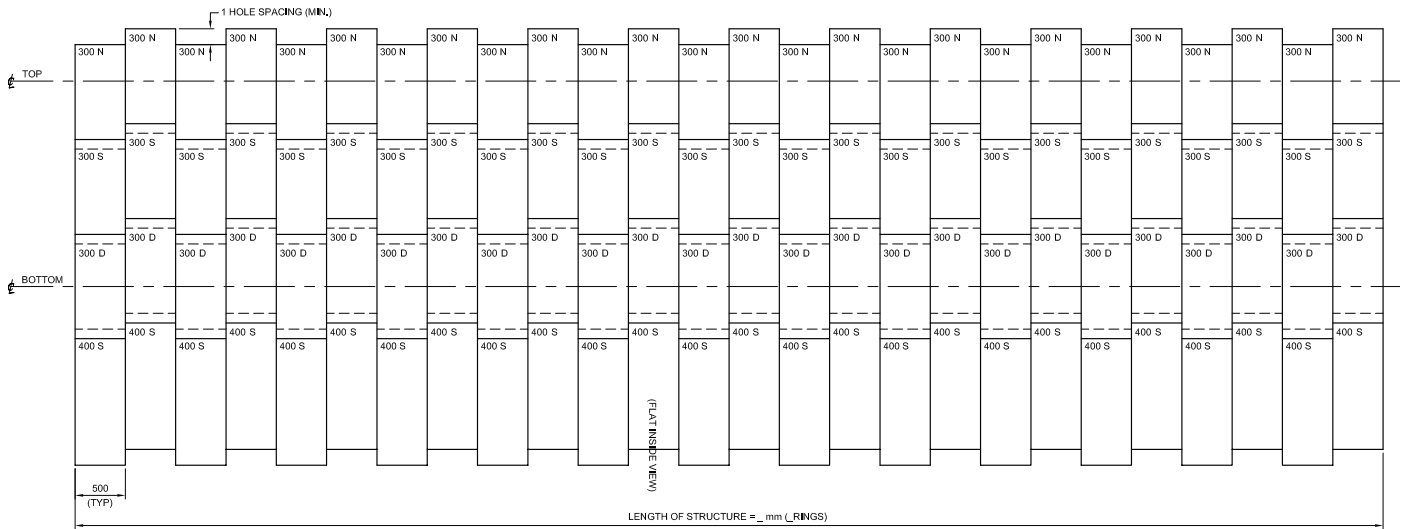 1 HOLE SPACING (MIN.)
300 N 300 N 300 N 300 N 300 N 300 N 300 N 300 N 300 N 300 N 300 N 300 N 300 N
300 N 300 N 300 N 300 N 300 N 300 N 300 N 300 N 300 N 300 N 300 N 300 N 300 N
℄ TOP
300 S 300 S 300 S 300 S 300 S 300 S 300 S 300 S 300 S 300 S 300 S 300 S 300 S
300 S 300 S 300 S 300 S 300 S 300 S 300 S 300 S 300 S 300 S 300 S 300 S 300 S
300 D 300 D 300 D 300 D 300 D 300 D 300 D 300 D 300 D 300 D 300 D 300 D 300 D
300 D 300 D 300 D 300 D 300 D 300 D 300 D 300 D 300 D 300 D 300 D 300 D 300 D
℄ BOTTOM
400 S 400 S 400 S 400 S 400 S 400 S 400 S 400 S 400 S 400 S 400 S 400 S 400 S
400 S 400 S 400 S 400 S 400 S 400 S 400 S 400 S 400 S 400 S 400 S 400 S 400 S
(FLAT INSIDE VIEW)
500
(TYP)
LENGTH OF STRUCTURE = _ mm (_RINGS)